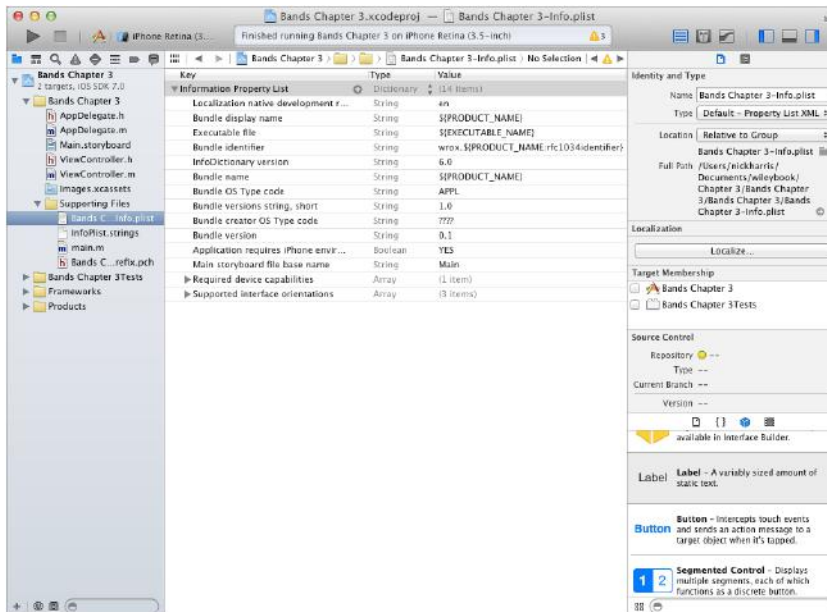 Bands Chapter 3.xcodeproj — Bands Chapter 3-Info.plist
iPhone Retina (3...
Finished running Bands Chapter 3 on iPhone Retina (3.5-inch)
3
Bands Chapter 3
Bands Chapter 3-Info.plist
No Selection
Bands Chapter 3
2 targets, iOS SDK 7.0
Bands Chapter 3
AppDelegate.h
AppDelegate.m
Main.storyboard
ViewController.h
ViewController.m
Images.xcassets
Supporting Files
Bands C...Info.plist
InfoPlist.strings
main.m
Bands C...refix.pch
Bands Chapter 3Tests
Frameworks
Products
Key Type Value
Information Property List Dictionary (14 items)
Localization native development r... String en
Bundle display name String ${PRODUCT_NAME}
Executable file String ${EXECUTABLE_NAME}
Bundle identifier String wrox.${PRODUCT_NAME:rfc1034identifier}
InfoDictionary version String 6.0
Bundle name String ${PRODUCT_NAME}
Bundle OS Type code String APPL
Bundle versions string, short String 1.0
Bundle creator OS Type code String ????
Bundle version String 0.1
Application requires iPhone envir... Boolean YES
Main storyboard file base name String Main
Required device capabilities Array (1 item)
Supported interface orientations Array (3 items)
Identity and Type
Name Bands Chapter 3-Info.plist
Type Default - Property List XML
Location Relative to Group
Bands Chapter 3-Info.plist
Full Path /Users/nickharris/
Documents/wileybook/
Chapter 3/Bands Chapter
3/Bands Chapter 3/Bands
Chapter 3-Info.plist
Localization
Localize...
Target Membership
Bands Chapter 3
Bands Chapter 3Tests
Source Control
Repository --
Type --
Current Branch --
Version --
{}
available in Interface Builder.
Label
Label - A variably sized amount of
static text.
Button
Button - Intercepts touch events
and sends an action message to a
target object when it's tapped.
1 2
Segmented Control - Displays
multiple segments, each of which
functions as a discrete button.